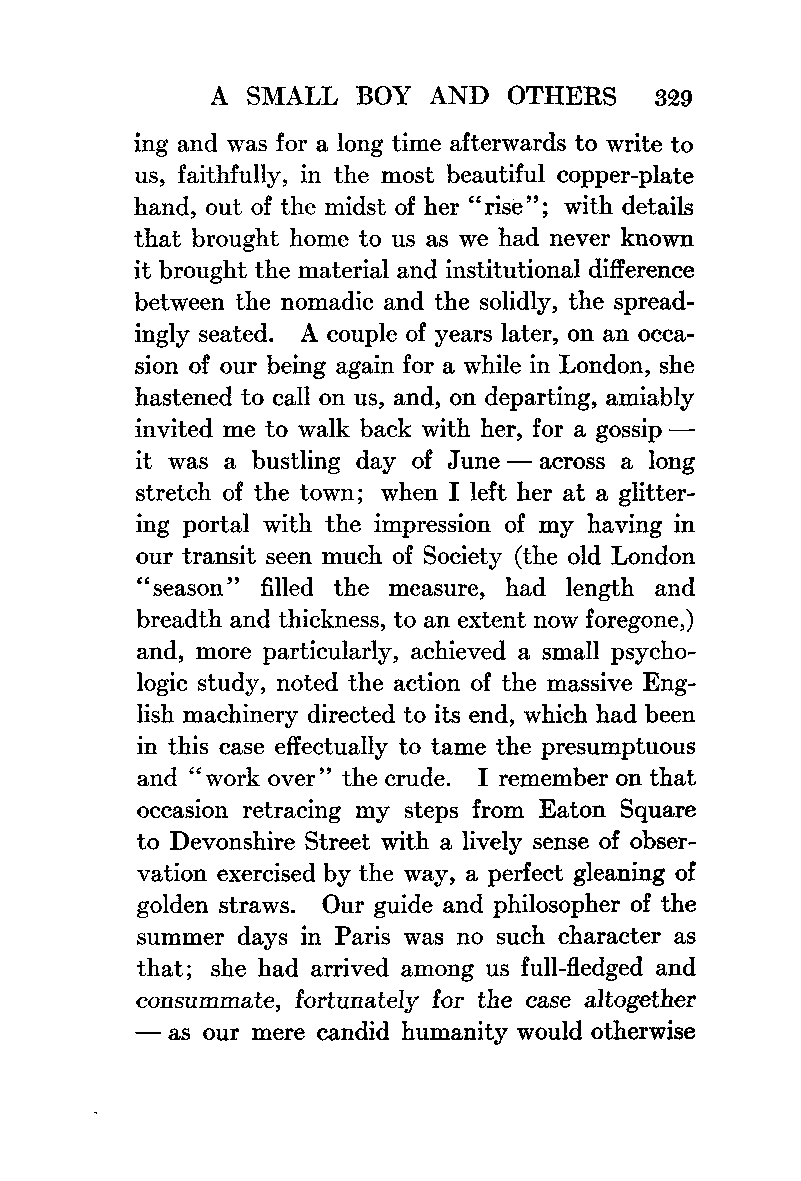 A SMALL BOY AND OTHERS 329
ing and was for a long time afterwards to write to
us, faithfully, in the most beautiful copper-plate
hand, out of the midst of her “rise”; with details
that brought home to us as we had never known
it brought the material and institutional difference
between the nomadic and the solidly, the spread-
ingly seated. A couple of years later, on an occa-
sion of our being again for a while in London, she
hastened to call on us, and, on departing, amiably
invited me to walk back with her, for a gossip —
it was a bustling day of June — across a long
stretch of the town; when I left her at a glitter-
ing portal with the impression of my having in
our transit seen much of Society (the old London
“season” filled the measure, had length and
breadth and thickness, to an extent now foregone,)
and, more particularly, achieved a small psycho-
logic study, noted the action of the massive Eng-
lish machinery directed to its end, which had been
in this case effectually to tame the presumptuous
and “work over” the crude. I remember on that
occasion retracing my steps from Eaton Square
to Devonshire Street with a lively sense of obser-
vation exercised by the way, a perfect gleaning of
golden straws. Our guide and philosopher of the
summer days in Paris was no such character as
that; she had arrived among us full-fledged and
consummate, fortunately for the case altogether
— as our mere candid humanity would otherwise